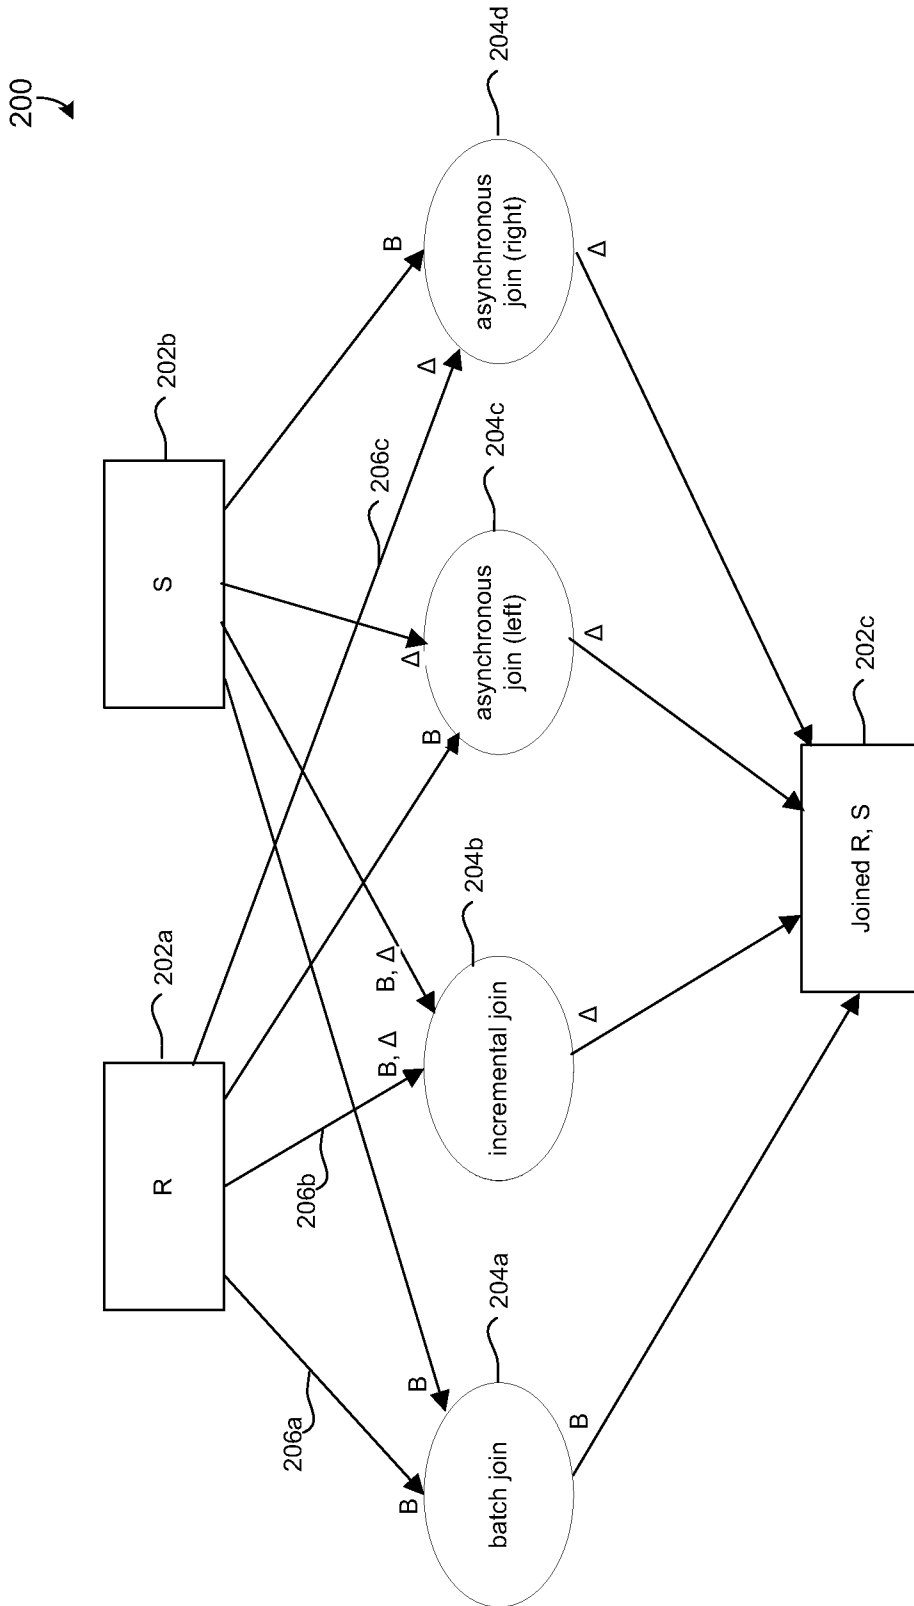 200
R
202a
S
202b
206a
206b
206c
B
B
B, Δ
B, Δ
B
Δ
Δ
B
batch join
204a
incremental join
204b
asynchronous
join (left)
204c
asynchronous
join (right)
204d
B
Δ
Δ
Δ
Joined R, S
202c